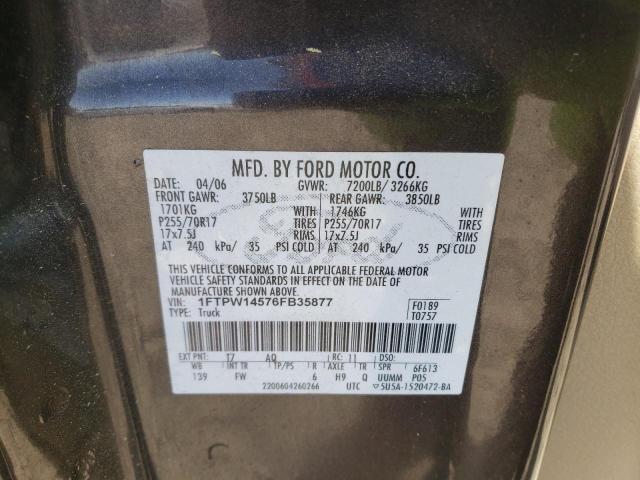 MFD. BY FORD MOTOR CO.
DATE: 04/06 GVWR: 7200LB/ 3266KG
FRONT GAWR: 3750LB REAR GAWR: 3850LB
1701KG WITH 1746KG WITH
P255/70R17 TIRES P255/70R17 TIRES
17x7.5J RIMS 17x7.5J RIMS
AT 240 kPa/ 35 PSI COLD AT 240 kPa/ 35 PSI COLD
THIS VEHICLE CONFORMS TO ALL APPLICABLE FEDERAL MOTOR
VEHICLE SAFETY STANDARDS IN EFFECT ON THE DATE OF
MANUFACTURE SHOWN ABOVE.
VIN: 1FTPW14576FB35877 F0189
TYPE: Truck T0757
EXT PNT: T7 AQ RC: 11 DSO:
WB TR TP/PS R AXLE TR SPR 6F613
139 FW 6 H9 Q UUMM P05
2200604260266 UTC 5U5A-1520472-BA
Ford